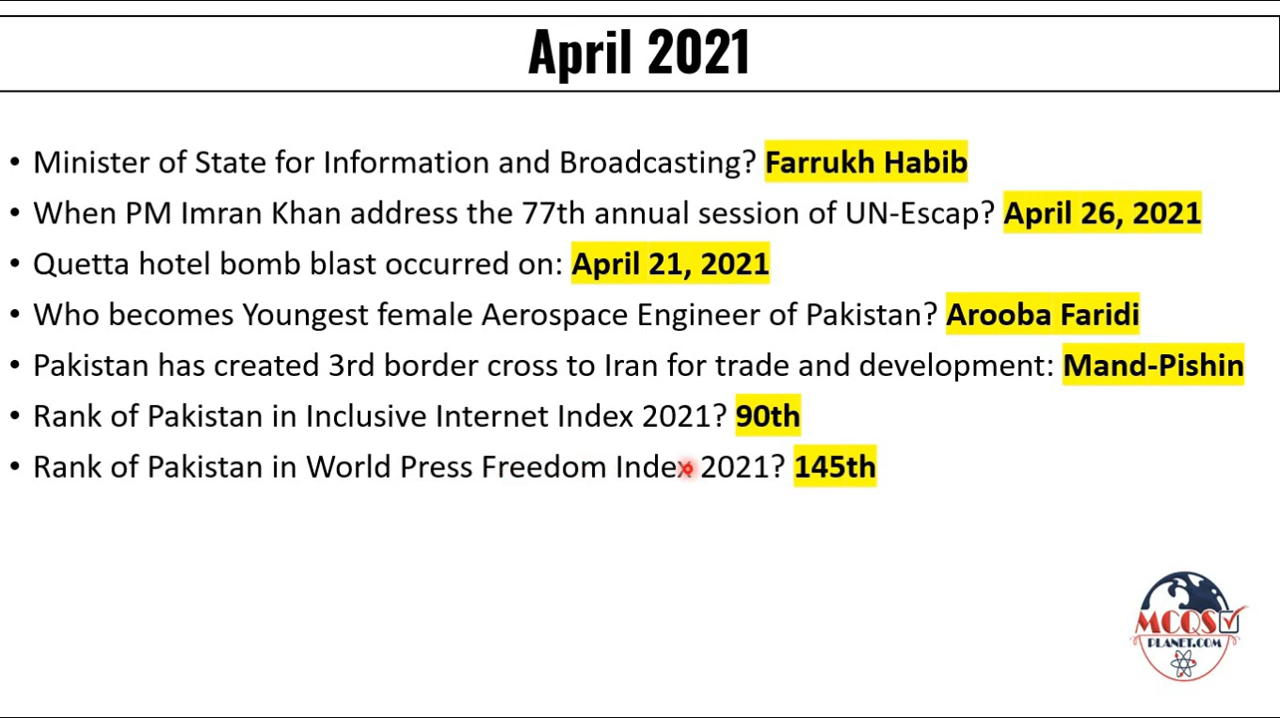 April 2021
• Minister of State for Information and Broadcasting? Farrukh Habib
• When PM Imran Khan address the 77th annual session of UN-Escap? April 26, 2021
• Quetta hotel bomb blast occurred on: April 21, 2021
• Who becomes Youngest female Aerospace Engineer of Pakistan? Arooba Faridi
• Pakistan has created 3rd border cross to Iran for trade and development: Mand-Pishin
• Rank of Pakistan in Inclusive Internet Index 2021? 90th
• Rank of Pakistan in World Press Freedom Index 2021? 145th
MCQS
PLANET.COM